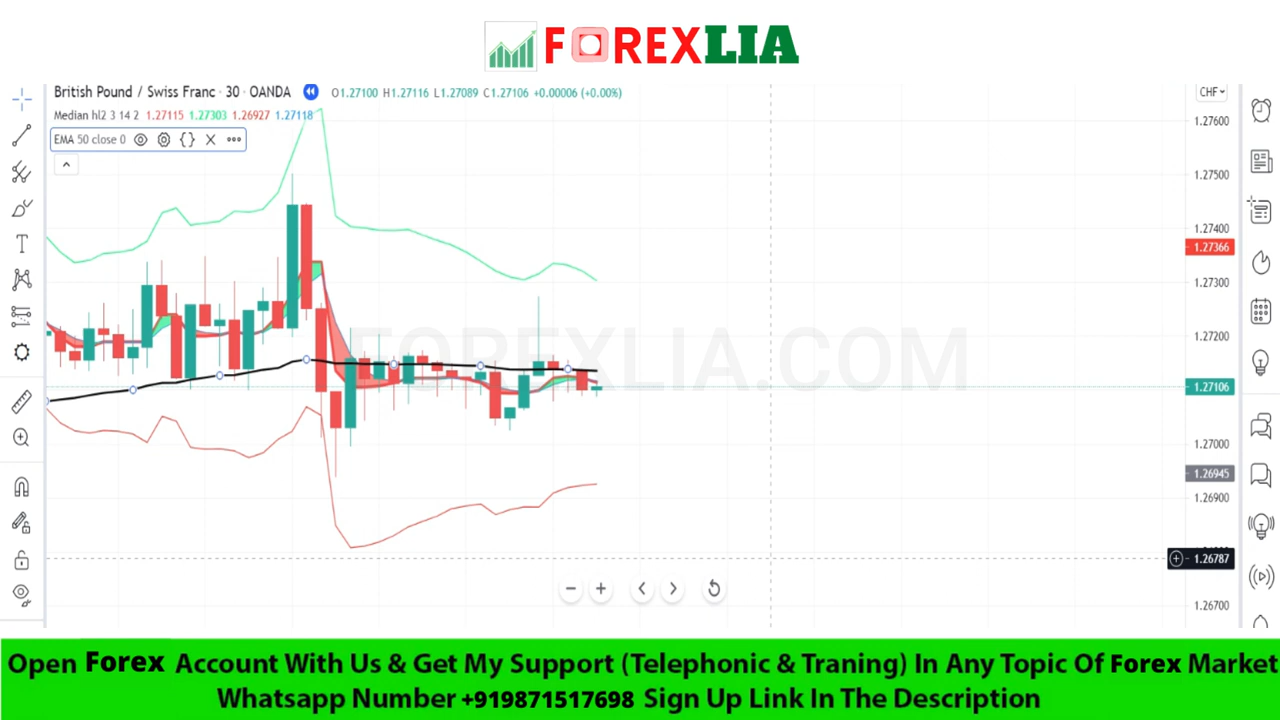 FOREXLIA
British Pound / Swiss Franc · 30 · OANDA O1.27100 H1.27116 L1.27089 C1.27106 +0.00006 (+0.00%)
CHF
Median hl2 3 14 2 1.27115 1.27303 1.26927 1.27118
EMA 50 close 0
1.27600
1.27500
1.27400
1.27366
1.27300
1.27200
FOREXLIA.COM
1.27106
1.27000
1.26945
1.26900
1.26787
1.26700
Open Forex Account With Us & Get My Support (Telephonic & Traning) In Any Topic Of Forex Market
Whatsapp Number +919871517698 Sign Up Link In The Description